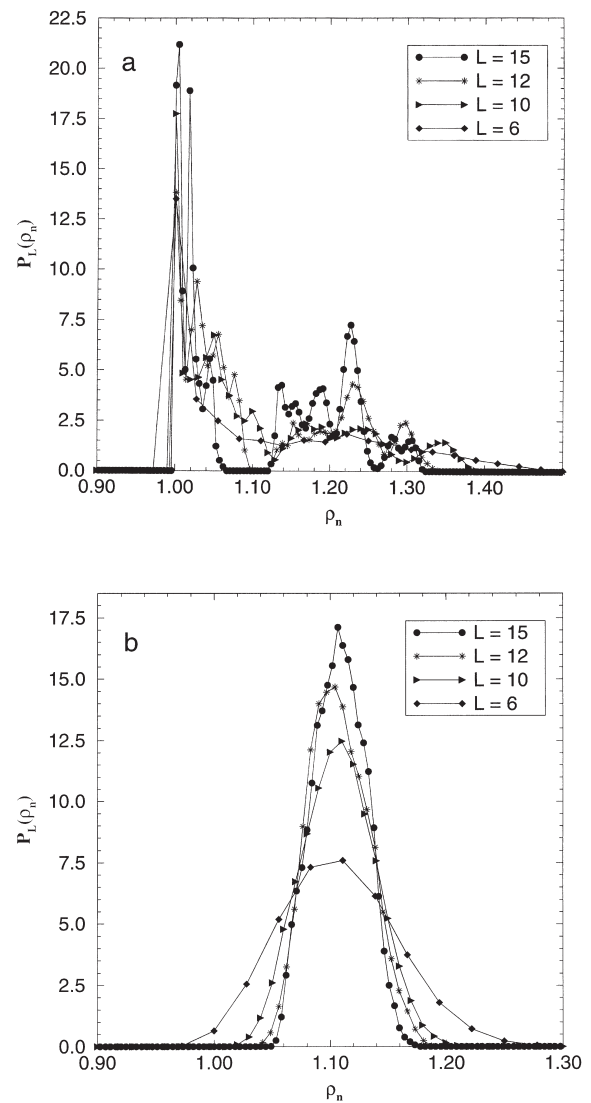 22.5
20.0
17.5
15.0
12.5
10.0
7.5
5.0
2.5
0.0
P_L(ρ_n)
a
L = 15
L = 12
L = 10
L = 6
0.90 1.00 1.10 1.20 1.30 1.40
ρ_n
17.5
15.0
12.5
10.0
7.5
5.0
2.5
0.0
P_L(ρ_n)
b
L = 15
L = 12
L = 10
L = 6
0.90 1.00 1.10 1.20 1.30
ρ_n